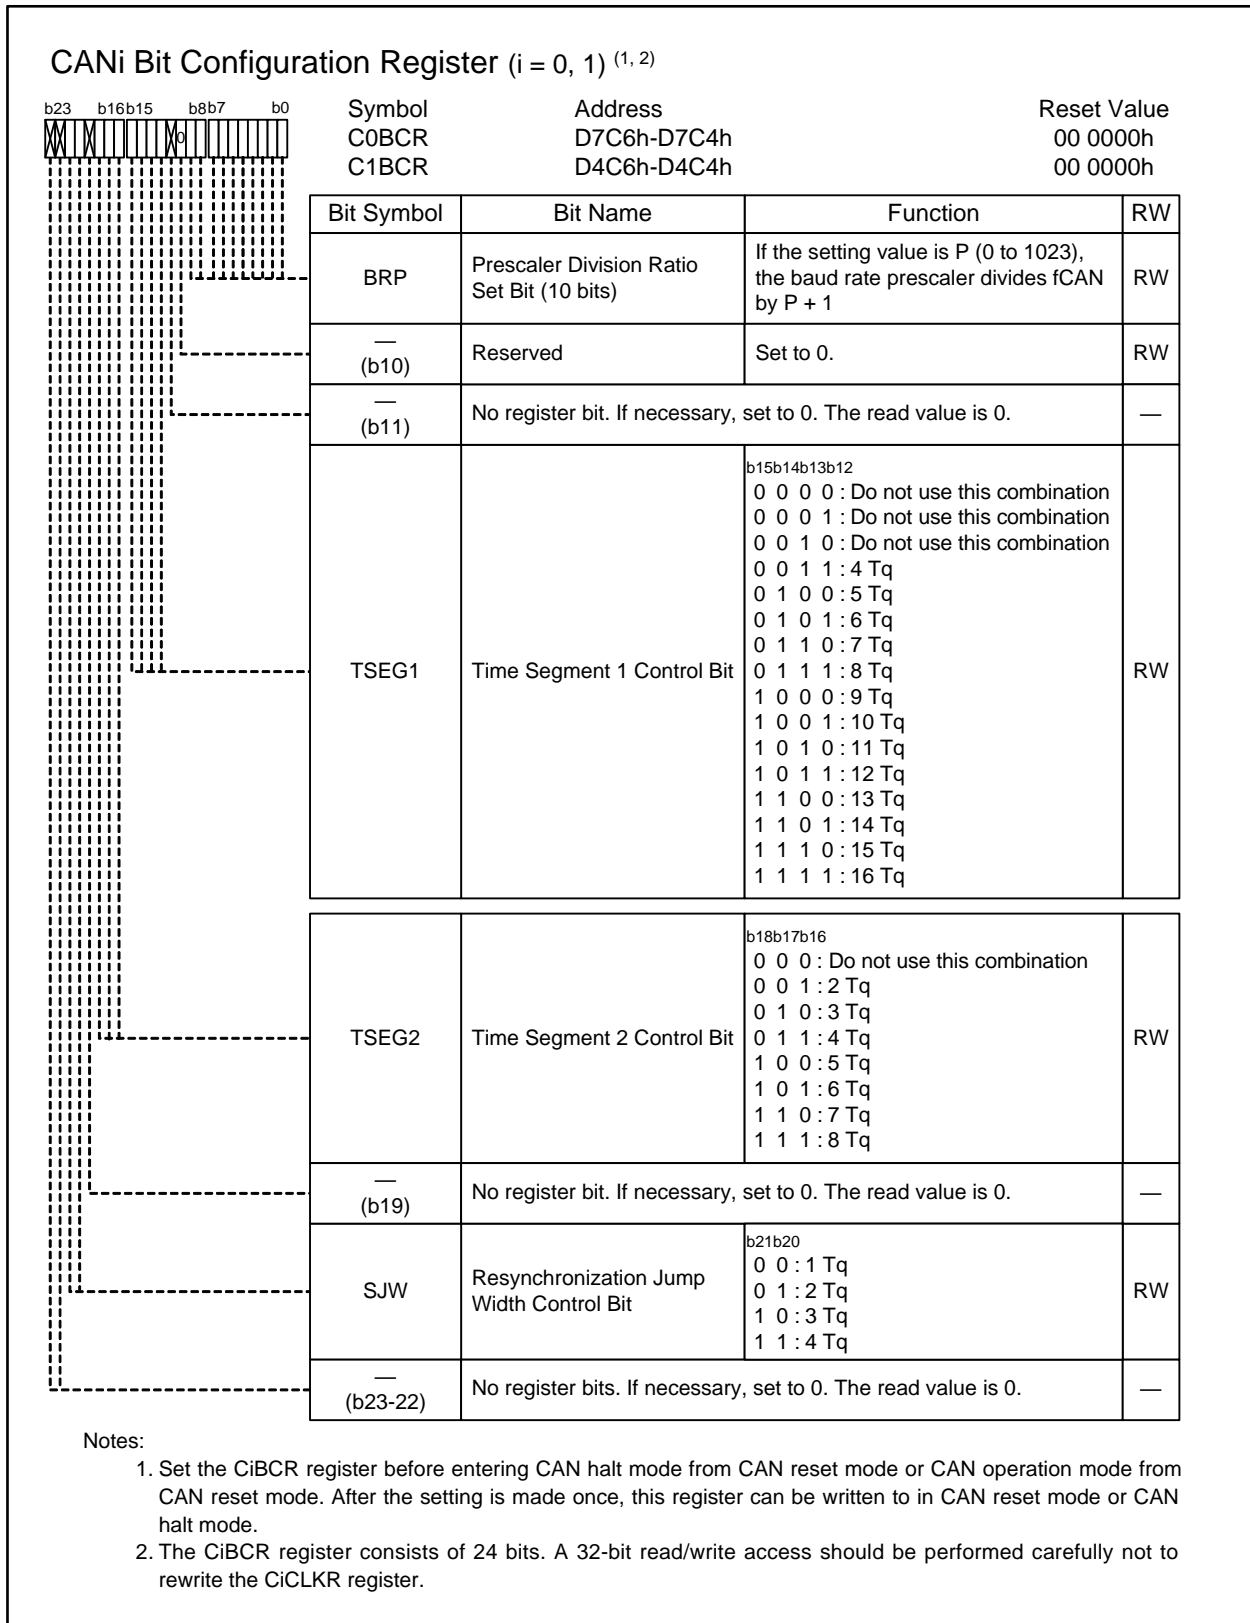 CANi Bit Configuration Register (i = 0, 1) (1, 2)
b23 b16b15 b8b7 b0
0
Symbol Address Reset Value
C0BCR D7C6h-D7C4h 00 0000h
C1BCR D4C6h-D4C4h 00 0000h
Bit Symbol Bit Name Function RW
BRP
Prescaler Division Ratio
Set Bit (10 bits)
If the setting value is P (0 to 1023),
the baud rate prescaler divides fCAN
by P + 1
RW
—
(b10)
Reserved
Set to 0.
RW
—
(b11)
No register bit. If necessary, set to 0. The read value is 0.
—
TSEG1
Time Segment 1 Control Bit
b15b14b13b12
0 0 0 0 : Do not use this combination
0 0 0 1 : Do not use this combination
0 0 1 0 : Do not use this combination
0 0 1 1 : 4 Tq
0 1 0 0 : 5 Tq
0 1 0 1 : 6 Tq
0 1 1 0 : 7 Tq
0 1 1 1 : 8 Tq
1 0 0 0 : 9 Tq
1 0 0 1 : 10 Tq
1 0 1 0 : 11 Tq
1 0 1 1 : 12 Tq
1 1 0 0 : 13 Tq
1 1 0 1 : 14 Tq
1 1 1 0 : 15 Tq
1 1 1 1 : 16 Tq
RW
TSEG2
Time Segment 2 Control Bit
b18b17b16
0 0 0 : Do not use this combination
0 0 1 : 2 Tq
0 1 0 : 3 Tq
0 1 1 : 4 Tq
1 0 0 : 5 Tq
1 0 1 : 6 Tq
1 1 0 : 7 Tq
1 1 1 : 8 Tq
RW
—
(b19)
No register bit. If necessary, set to 0. The read value is 0.
—
SJW
Resynchronization Jump
Width Control Bit
b21b20
0 0 : 1 Tq
0 1 : 2 Tq
1 0 : 3 Tq
1 1 : 4 Tq
RW
—
(b23-22)
No register bits. If necessary, set to 0. The read value is 0.
—
Notes:
1. Set the CiBCR register before entering CAN halt mode from CAN reset mode or CAN operation mode from
CAN reset mode. After the setting is made once, this register can be written to in CAN reset mode or CAN
halt mode.
2. The CiBCR register consists of 24 bits. A 32-bit read/write access should be performed carefully not to
rewrite the CiCLKR register.